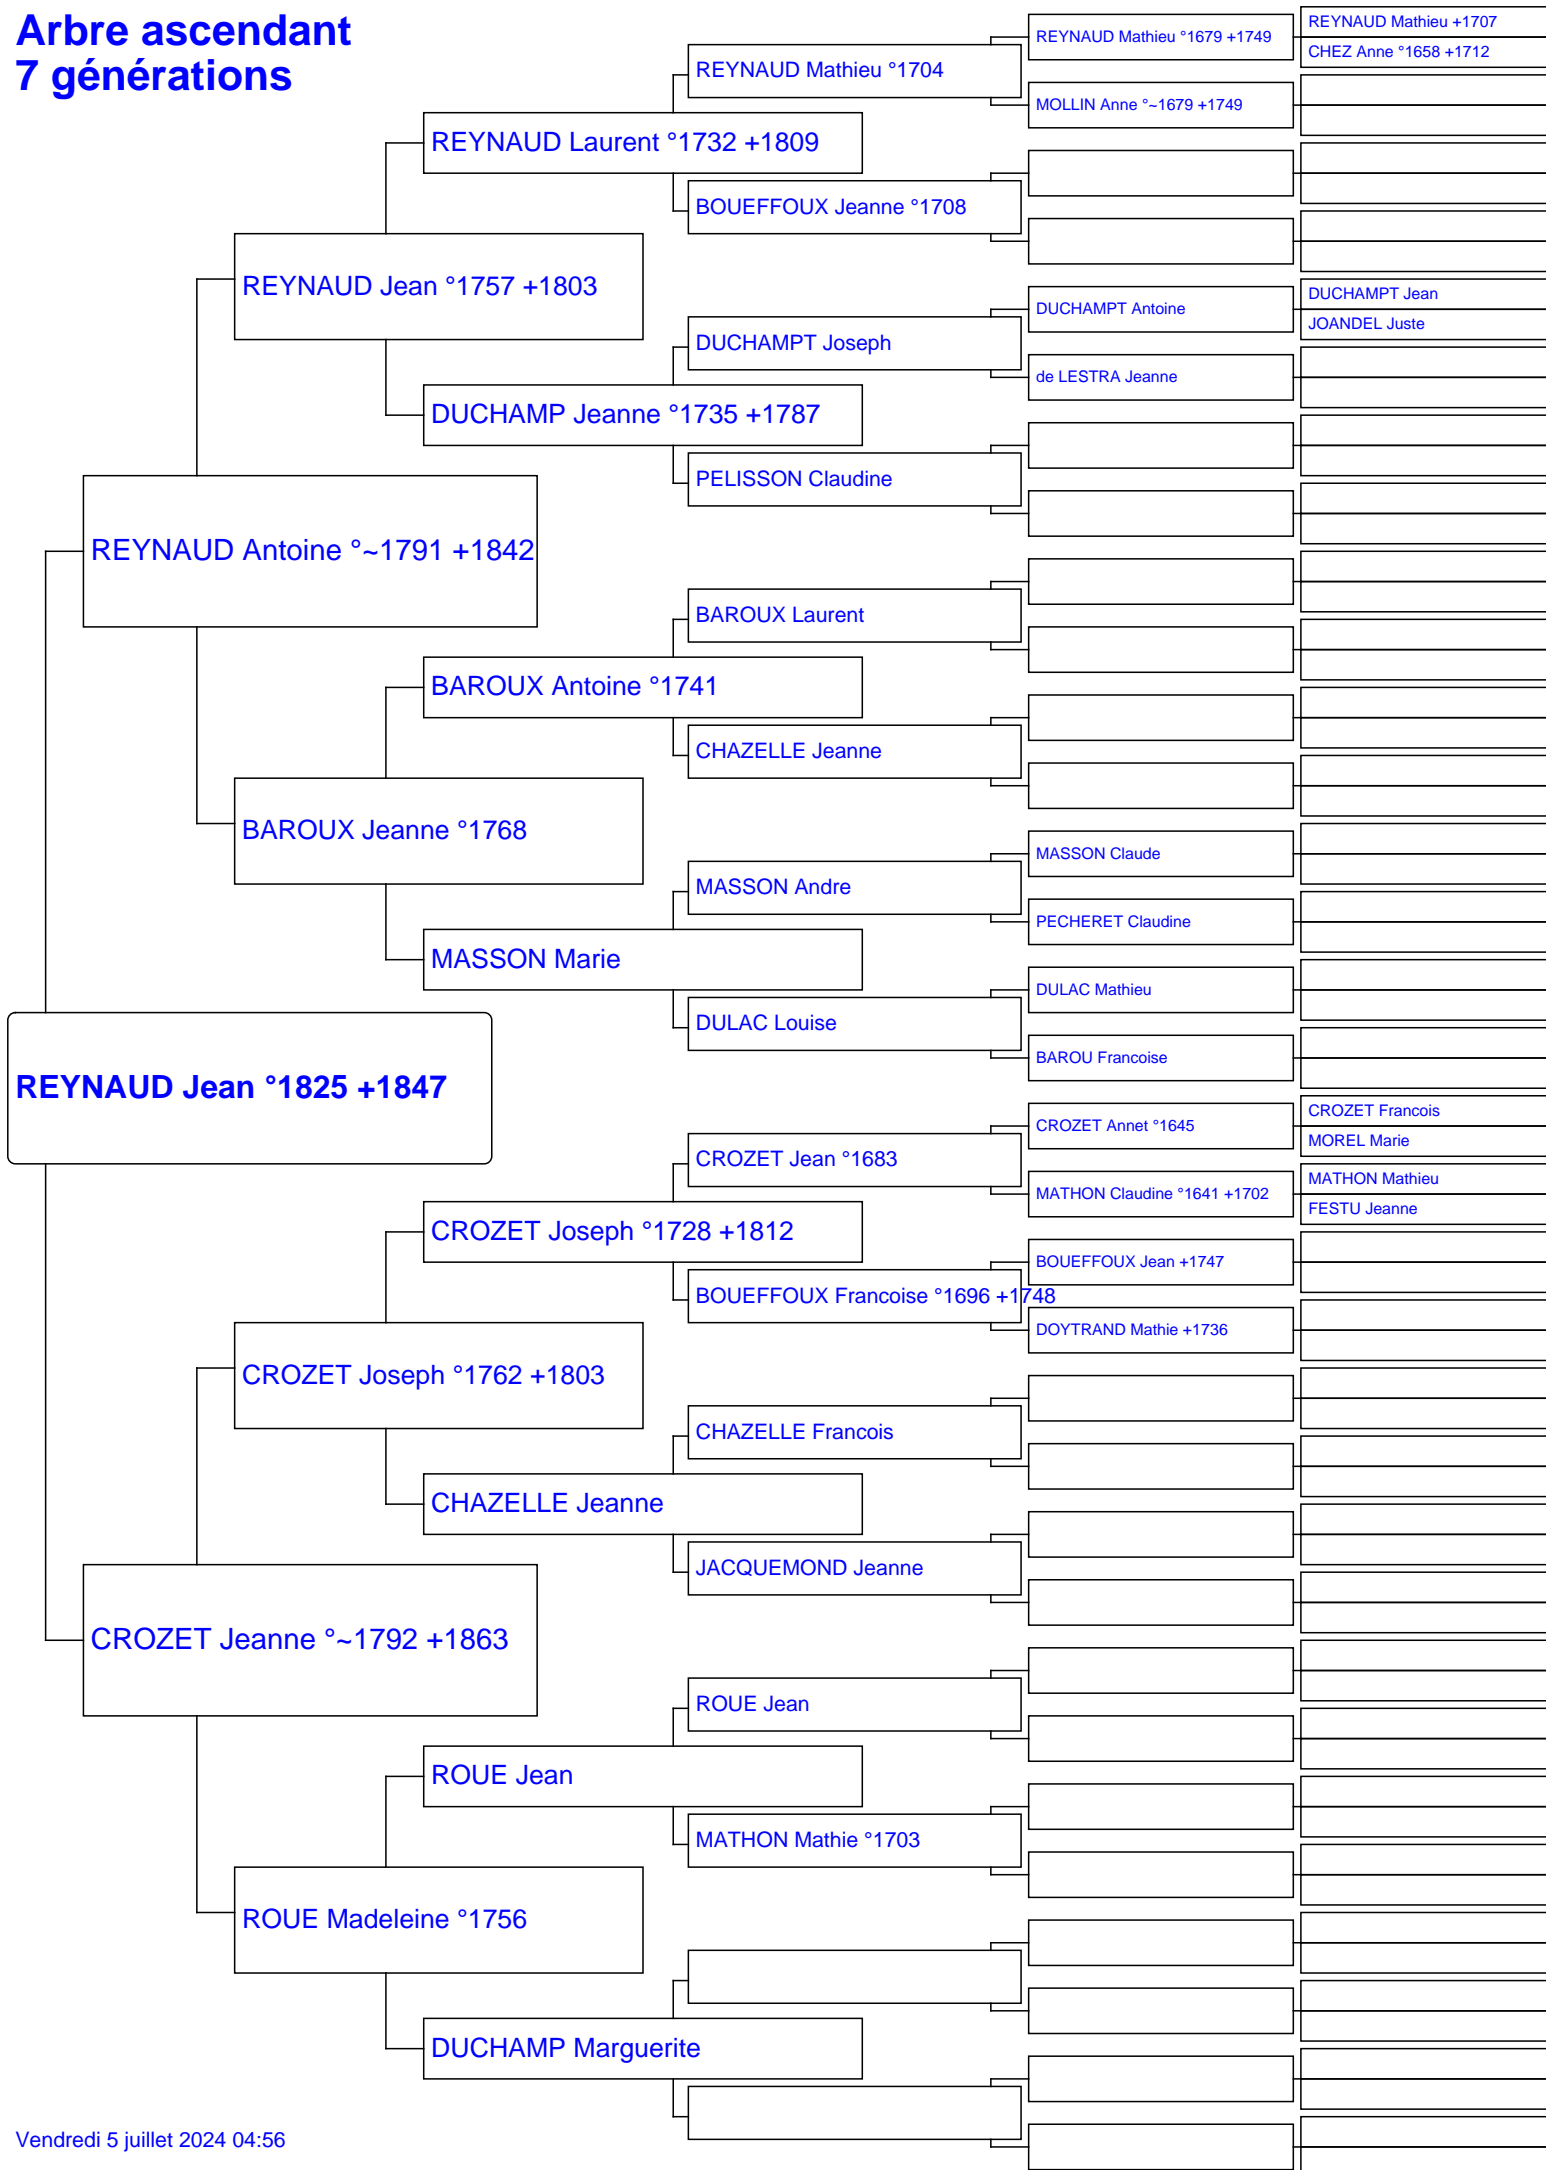 Arbre ascendant
7 générations
REYNAUD Jean °1825 +1847
REYNAUD Antoine °~1791 +1842
CROZET Jeanne °~1792 +1863
REYNAUD Jean °1757 +1803
BAROUX Jeanne °1768
CROZET Joseph °1762 +1803
ROUE Madeleine °1756
REYNAUD Laurent °1732 +1809
DUCHAMP Jeanne °1735 +1787
BAROUX Antoine °1741
MASSON Marie
CROZET Joseph °1728 +1812
CHAZELLE Jeanne
ROUE Jean
DUCHAMP Marguerite
REYNAUD Mathieu °1704
BOUEFFOUX Jeanne °1708
DUCHAMPT Joseph
PELISSON Claudine
BAROUX Laurent
CHAZELLE Jeanne
MASSON Andre
DULAC Louise
CROZET Jean °1683
BOUEFFOUX Francoise °1696 +1748
CHAZELLE Francois
JACQUEMOND Jeanne
ROUE Jean
MATHON Mathie °1703
REYNAUD Mathieu °1679 +1749
MOLLIN Anne °~1679 +1749
DUCHAMPT Antoine
de LESTRA Jeanne
MASSON Claude
PECHERET Claudine
DULAC Mathieu
BAROU Francoise
CROZET Annet °1645
MATHON Claudine °1641 +1702
BOUEFFOUX Jean +1747
DOYTRAND Mathie +1736
REYNAUD Mathieu +1707
CHEZ Anne °1658 +1712
DUCHAMPT Jean
JOANDEL Juste
CROZET Francois
MOREL Marie
MATHON Mathieu
FESTU Jeanne
Vendredi 5 juillet 2024 04:56